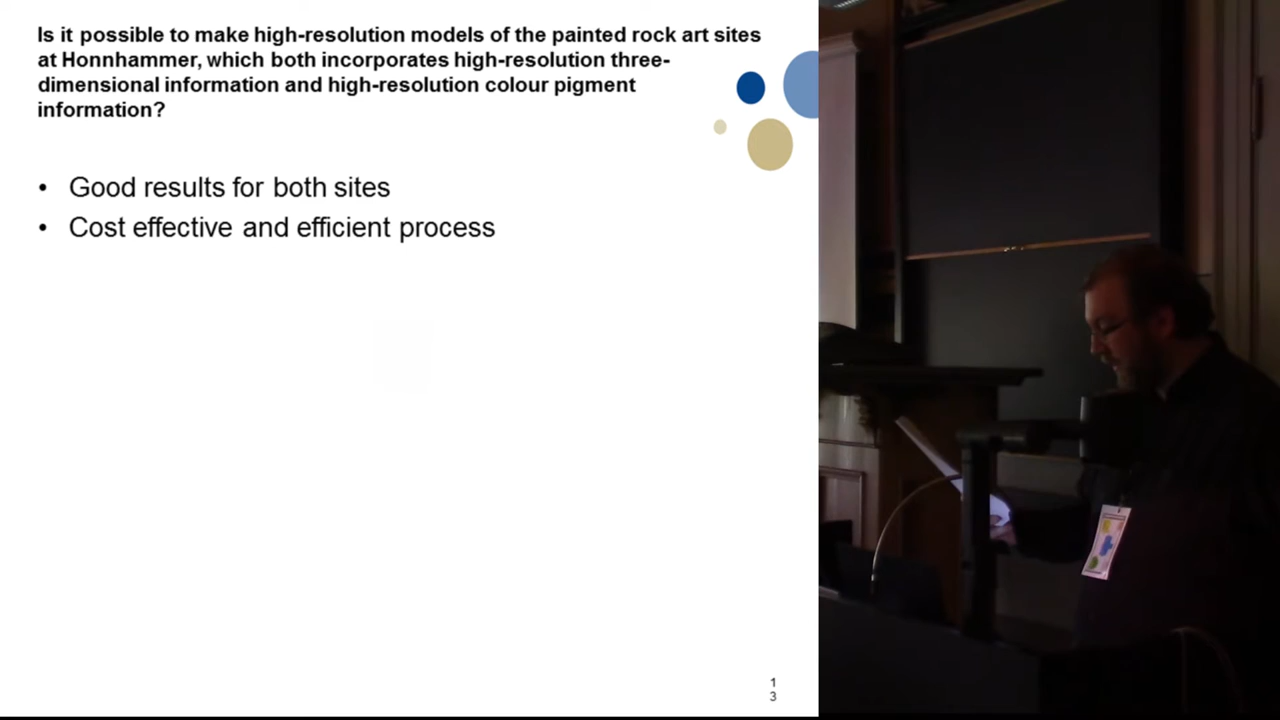 Is it possible to make high-resolution models of the painted rock art sites
at Honnhammer, which both incorporates high-resolution three-
dimensional information and high-resolution colour pigment
information?
• Good results for both sites
• Cost effective and efficient process
1
3